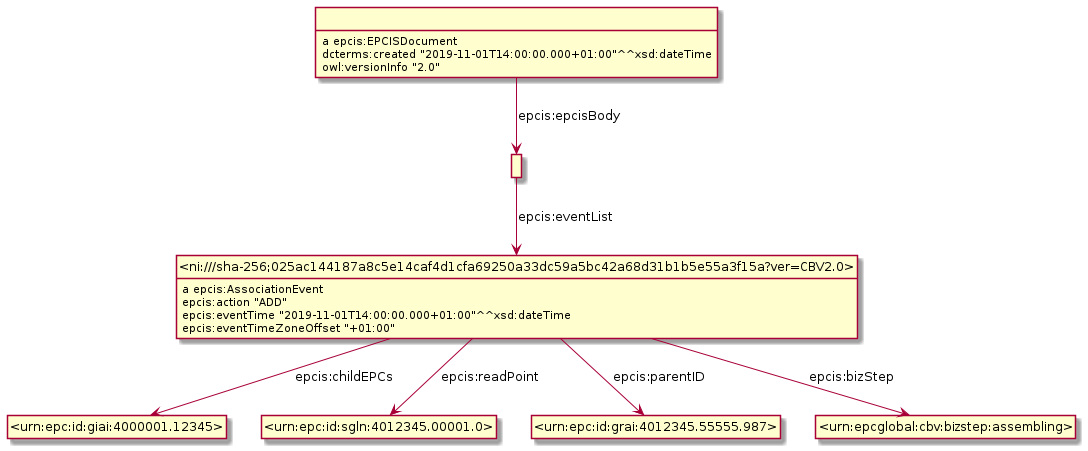 a epcis:EPCISDocument
dcterms:created "2019-11-01T14:00:00.000+01:00"^^xsd:dateTime
owl:versionInfo "2.0"
epcis:epcisBody
epcis:eventList
<ni:///sha-256;025ac144187a8c5e14caf4d1cfa69250a33dc59a5bc42a68d31b1b5e55a3f15a?ver=CBV2.0>
a epcis:AssociationEvent
epcis:action "ADD"
epcis:eventTime "2019-11-01T14:00:00.000+01:00"^^xsd:dateTime
epcis:eventTimeZoneOffset "+01:00"
epcis:childEPCs
epcis:readPoint
epcis:parentID
epcis:bizStep
<urn:epc:id:giai:4000001.12345>
<urn:epc:id:sgln:4012345.00001.0>
<urn:epc:id:grai:4012345.55555.987>
<urn:epcglobal:cbv:bizstep:assembling>